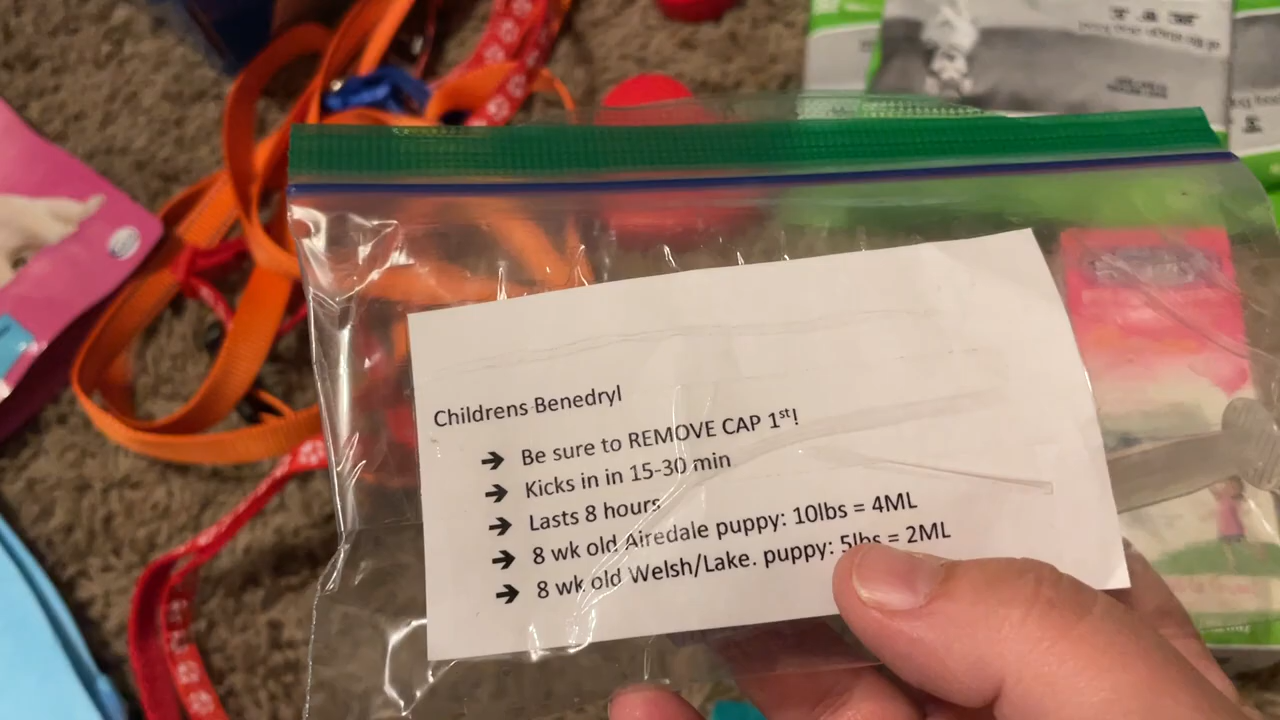 Childrens Benedryl
→ Be sure to REMOVE CAP 1st!
→ Kicks in in 15-30 min
→ Lasts 8 hours
→ 8 wk old Airedale puppy: 10lbs = 4ML
→ 8 wk old Welsh/Lake. puppy: 5lbs = 2ML